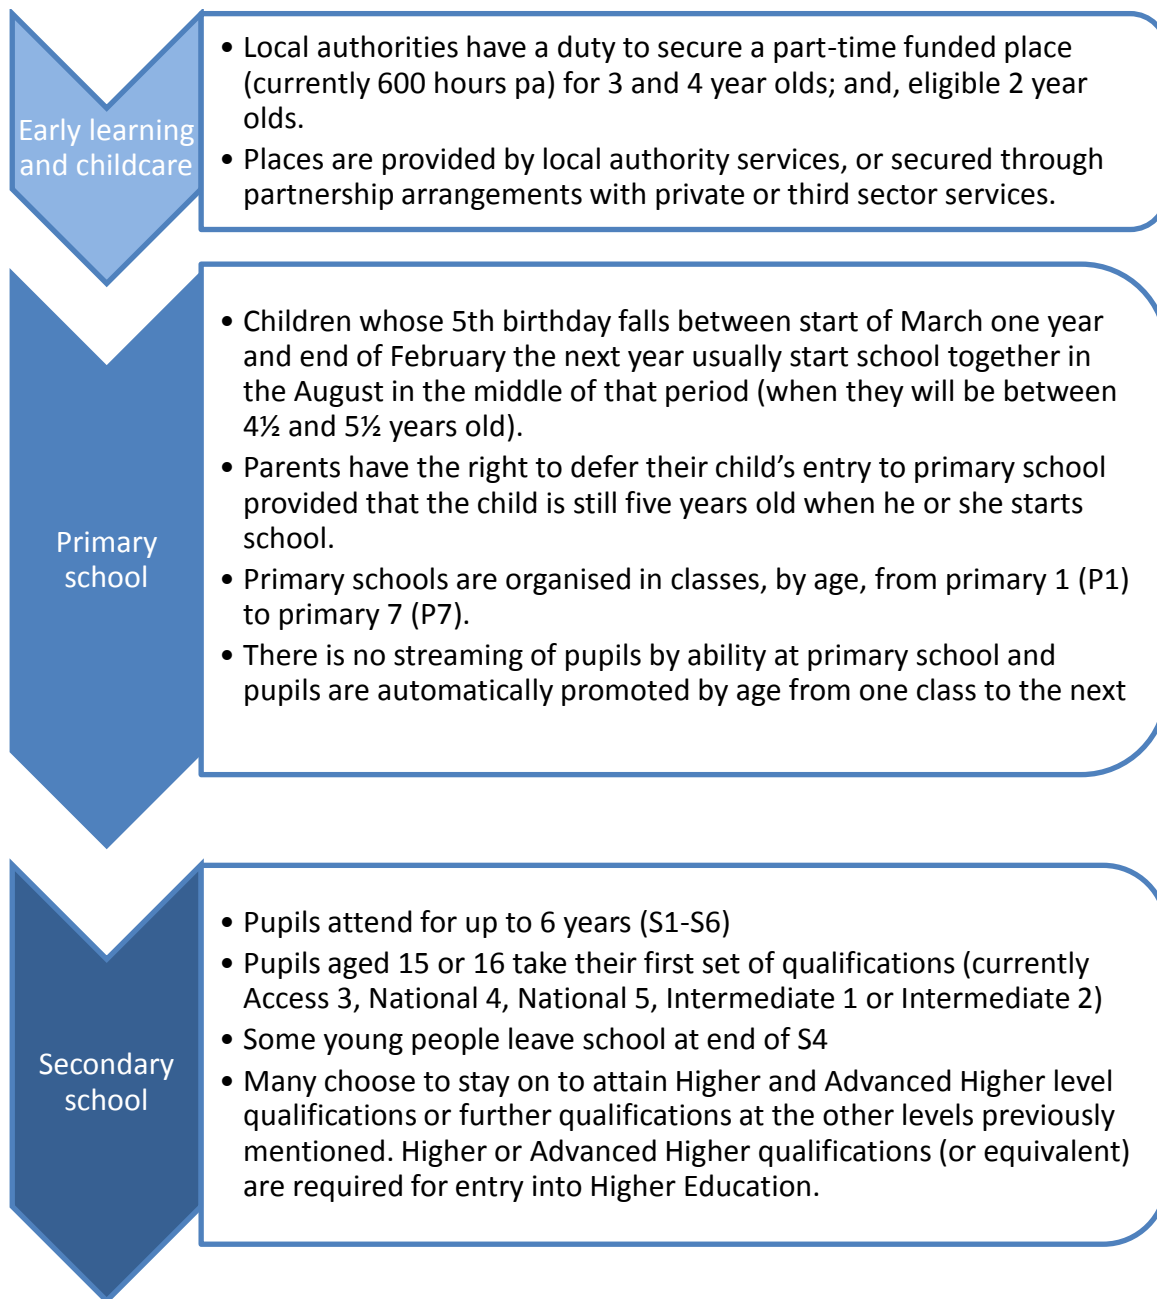 Early learning
and childcare
• Local authorities have a duty to secure a part-time funded place
(currently 600 hours pa) for 3 and 4 year olds; and, eligible 2 year
olds.
• Places are provided by local authority services, or secured through
partnership arrangements with private or third sector services.
Primary
school
• Children whose 5th birthday falls between start of March one year
and end of February the next year usually start school together in
the August in the middle of that period (when they will be between
4½ and 5½ years old).
• Parents have the right to defer their child’s entry to primary school
provided that the child is still five years old when he or she starts
school.
• Primary schools are organised in classes, by age, from primary 1 (P1)
to primary 7 (P7).
• There is no streaming of pupils by ability at primary school and
pupils are automatically promoted by age from one class to the next
Secondary
school
• Pupils attend for up to 6 years (S1-S6)
• Pupils aged 15 or 16 take their first set of qualifications (currently
Access 3, National 4, National 5, Intermediate 1 or Intermediate 2)
• Some young people leave school at end of S4
• Many choose to stay on to attain Higher and Advanced Higher level
qualifications or further qualifications at the other levels previously
mentioned. Higher or Advanced Higher qualifications (or equivalent)
are required for entry into Higher Education.